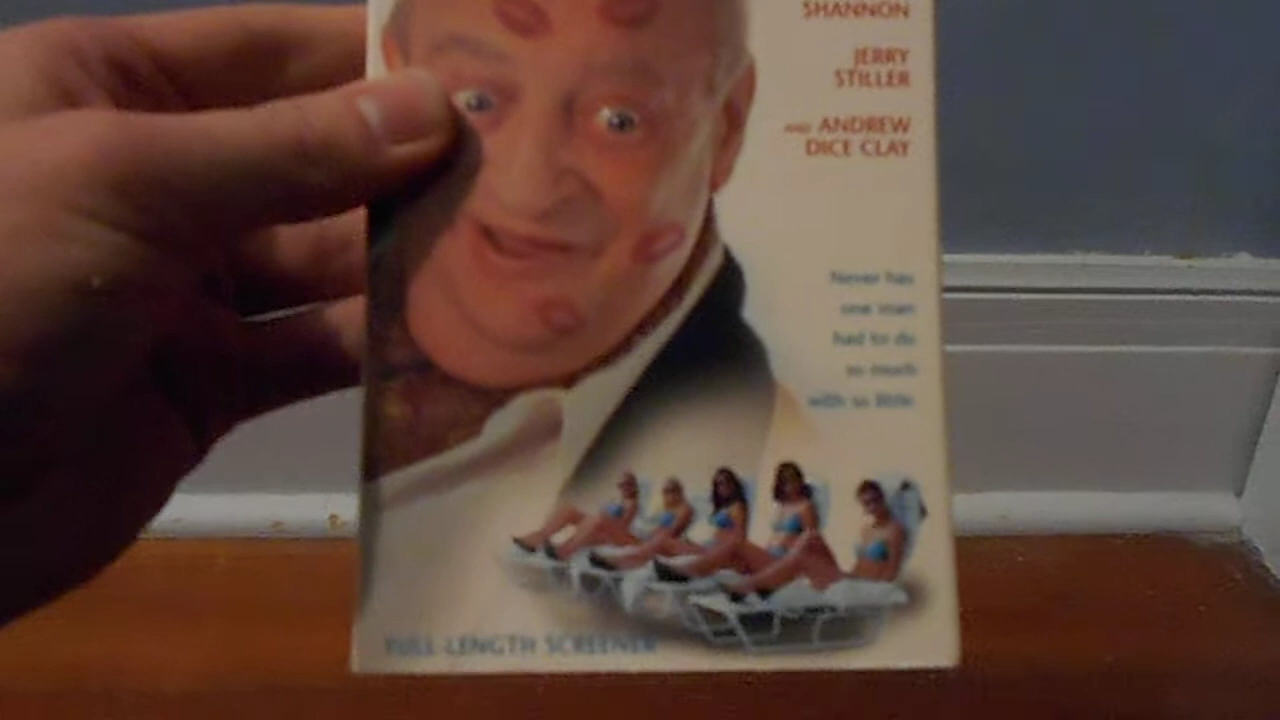 SHANNON
JERRY
STILLER
AND ANDREW
DICE CLAY
Never has
one man
had to do
so much
with so little.
FULL-LENGTH SCREENER